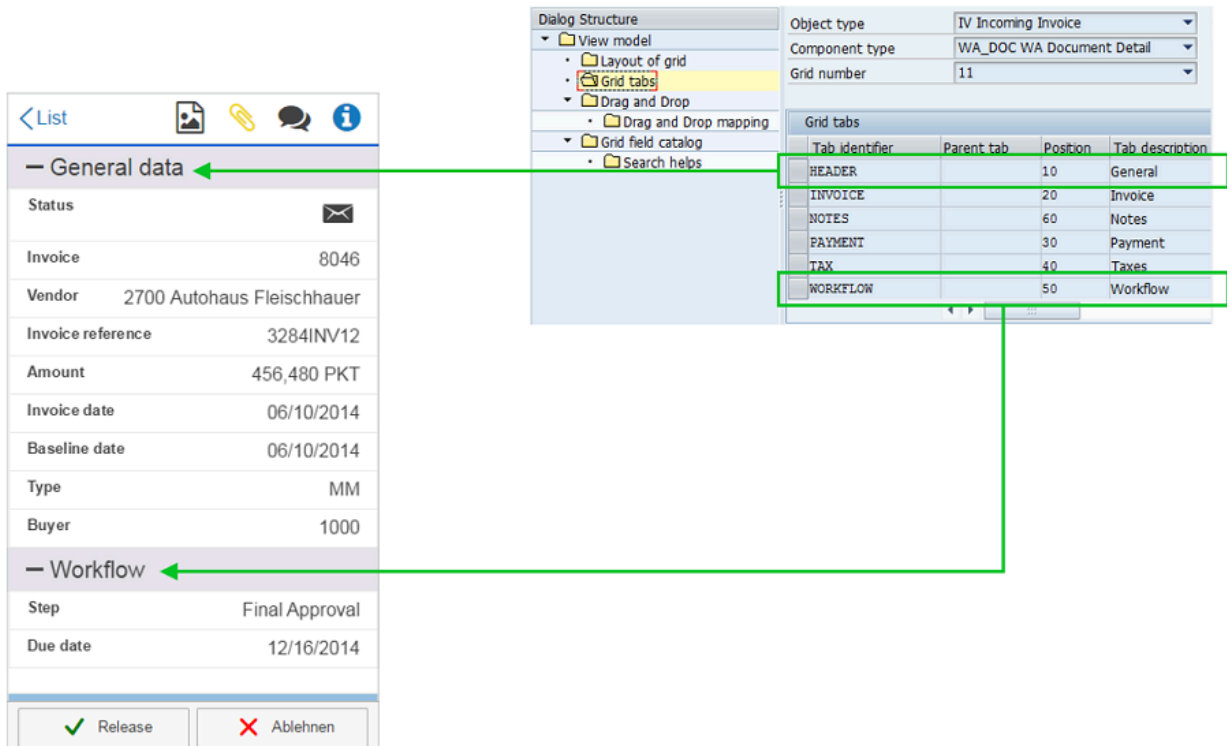 List
General data
Status
Invoice 8046
Vendor 2700 Autohaus Fleischhauer
Invoice reference 3284INV12
Amount 456,480 PKT
Invoice date 06/10/2014
Baseline date 06/10/2014
Type MM
Buyer 1000
Workflow
Step Final Approval
Due date 12/16/2014
Release Ablehnen
Dialog Structure
View model
Layout of grid
Grid tabs
Drag and Drop
Drag and Drop mapping
Grid field catalog
Search helps
Object type IV Incoming Invoice
Component type WA_DOC WA Document Detail
Grid number 11
Grid tabs
Tab identifier Parent tab Position Tab description
HEADER 10 General
INVOICE 20 Invoice
NOTES 60 Notes
PAYMENT 30 Payment
TAX 40 Taxes
WORKFLOW 50 Workflow